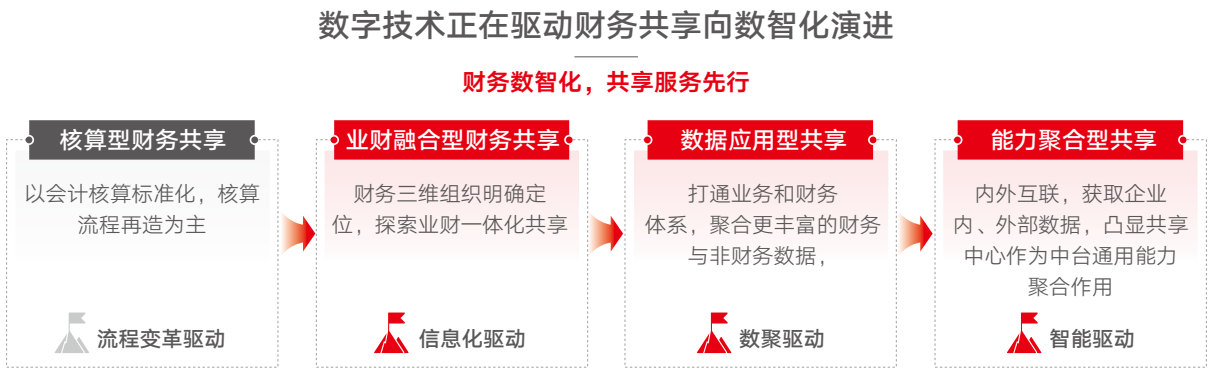 数字技术正在驱动财务共享向数智化演进
财务数智化，共享服务先行
核算型财务共享
以会计核算标准化，核算
流程再造为主
流程变革驱动
业财融合型财务共享
财务三维组织明确定
位，探索业财一体化共享
信息化驱动
数据应用型共享
打通业务和财务
体系，聚合更丰富的财务
与非财务数据，
数聚驱动
能力聚合型共享
内外互联，获取企业
内、外部数据，凸显共享
中心作为中台通用能力
聚合作用
智能驱动